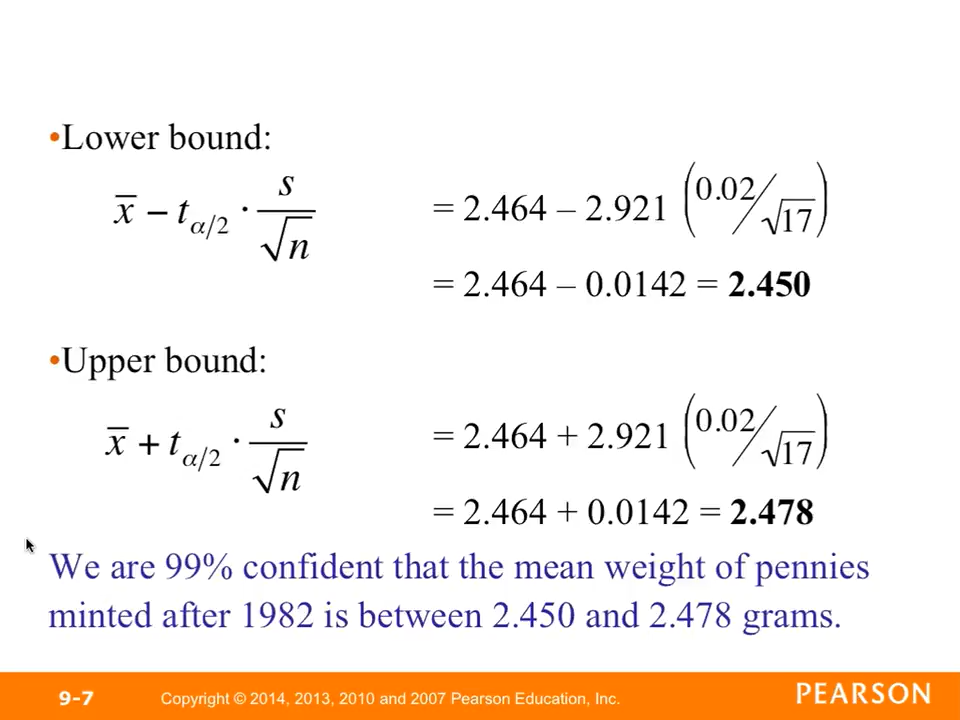 •Lower bound:
x̄ − t_{α/2} · s/√n = 2.464 – 2.921 (0.02/√17)
= 2.464 – 0.0142 = 2.450
•Upper bound:
x̄ + t_{α/2} · s/√n = 2.464 + 2.921 (0.02/√17)
= 2.464 + 0.0142 = 2.478
We are 99% confident that the mean weight of pennies
minted after 1982 is between 2.450 and 2.478 grams.
9-7 Copyright © 2014, 2013, 2010 and 2007 Pearson Education, Inc. PEARSON